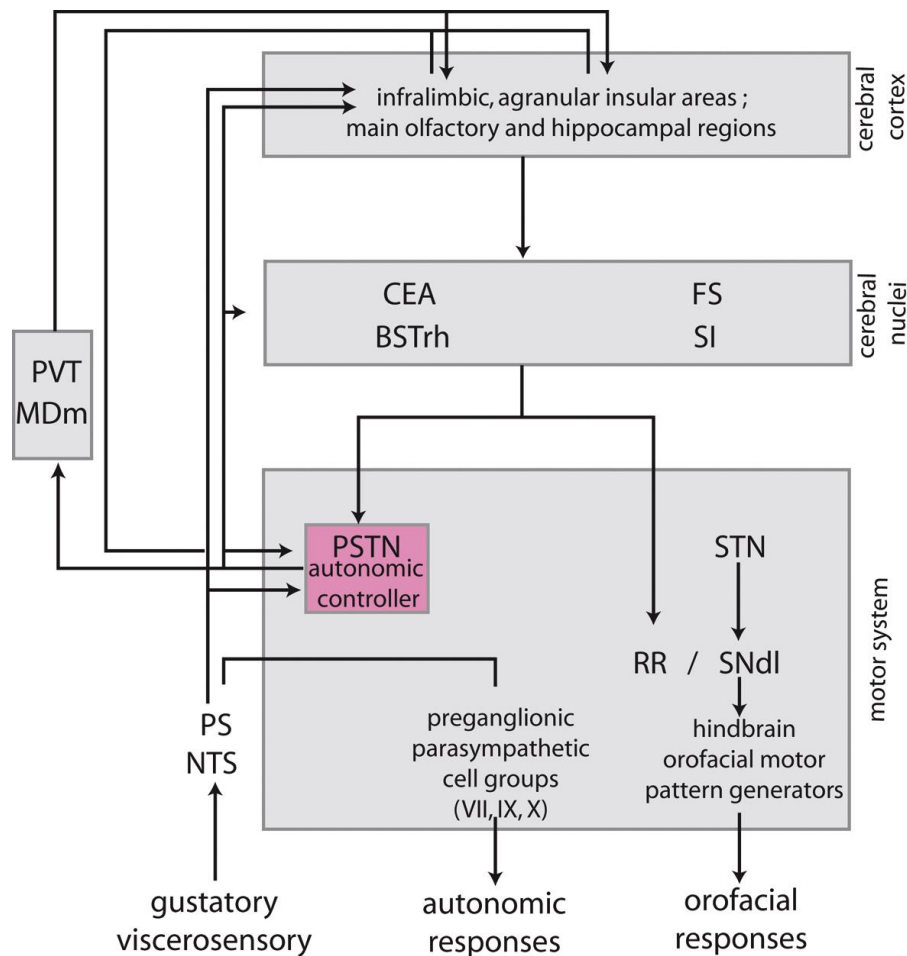 infralimbic, agranular insular areas ;
main olfactory and hippocampal regions
cerebral
cortex
CEA
FS
BSTrh
SI
cerebral
nuclei
PVT
MDm
PSTN
autonomic
controller
STN
RR / SNdl
motor system
PS
NTS
preganglionic
parasympathetic
cell groups
(VII, IX, X)
hindbrain
orofacial motor
pattern generators
gustatory
viscerosensory
autonomic
responses
orofacial
responses